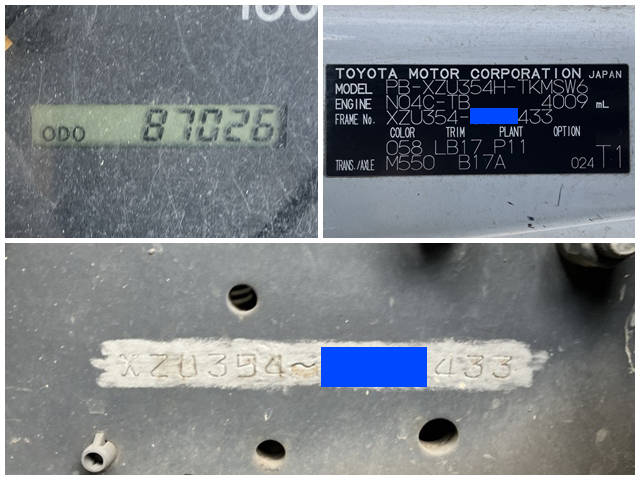 160
ODO 87026
TOYOTA MOTOR CORPORATION JAPAN
MODEL PB-XZU354H-TKMSW6
ENGINE N04C-TB 4009 mL
FRAME No. XZU354- 433
COLOR TRIM PLANT OPTION
058 LB17 P11
TRANS./AXLE M550 B17A 024 T1
XZU354~ 433